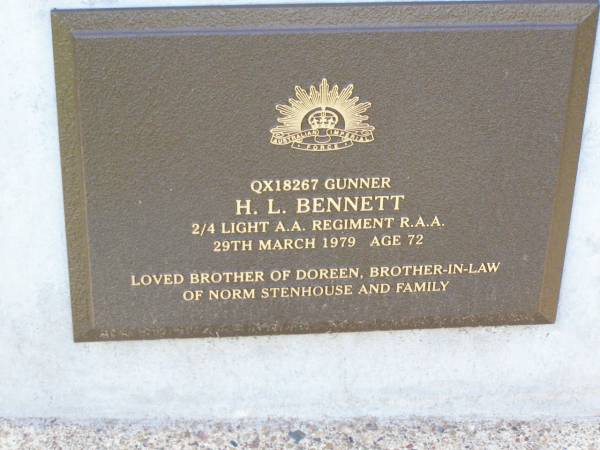 AUSTRALIAN IMPERIAL
FORCE
QX18267 GUNNER
H. L. BENNETT
2/4 LIGHT A.A. REGIMENT R.A.A.
29TH MARCH 1979 AGE 72
LOVED BROTHER OF DOREEN, BROTHER-IN-LAW
OF NORM STENHOUSE AND FAMILY